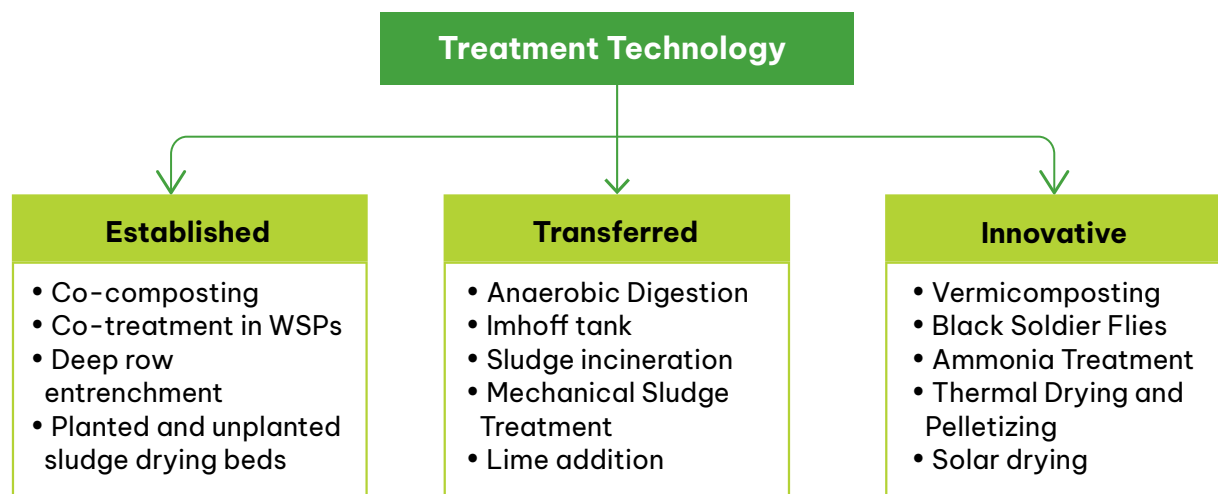 Treatment Technology
Established
• Co-composting
• Co-treatment in WSPs
• Deep row
entrenchment
• Planted and unplanted
sludge drying beds
Transferred
• Anaerobic Digestion
• Imhoff tank
• Sludge incineration
• Mechanical Sludge
Treatment
• Lime addition
Innovative
• Vermicomposting
• Black Soldier Flies
• Ammonia Treatment
• Thermal Drying and
Pelletizing
• Solar drying